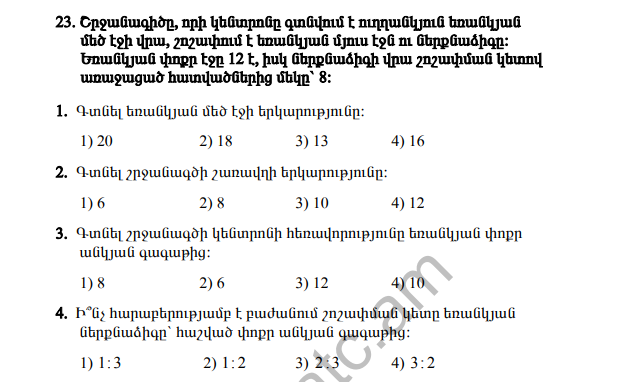 23. Շրջանագիծը, որի կենտրոնը գտնվում է ուղղանկյուն եռանկյան
մեծ էջի վրա, շոշափում է եռանկյան մյուս էջն ու ներքնաձիգը:
Եռանկյան փոքր էջը 12 է, իսկ ներքնաձիգի վրա շոշափման կետով
առաջացած հատվածներից մեկը՝ 8:
1. Գտնել եռանկյան մեծ էջի երկարությունը:
1) 20 2) 18 3) 13 4) 16
2. Գտնել շրջանագծի շառավղի երկարությունը:
1) 6 2) 8 3) 10 4) 12
3. Գտնել շրջանագծի կենտրոնի հեռավորությունը եռանկյան փոքր
անկյան գագաթից:
1) 8 2) 6 3) 12 4) 10
4. Ի՞նչ հարաբերությամբ է բաժանում շոշափման կետը եռանկյան
ներքնաձիգը՝ հաշված փոքր անկյան գագաթից:
1) 1:3 2) 1:2 3) 2:3 4) 3:2
tc.am